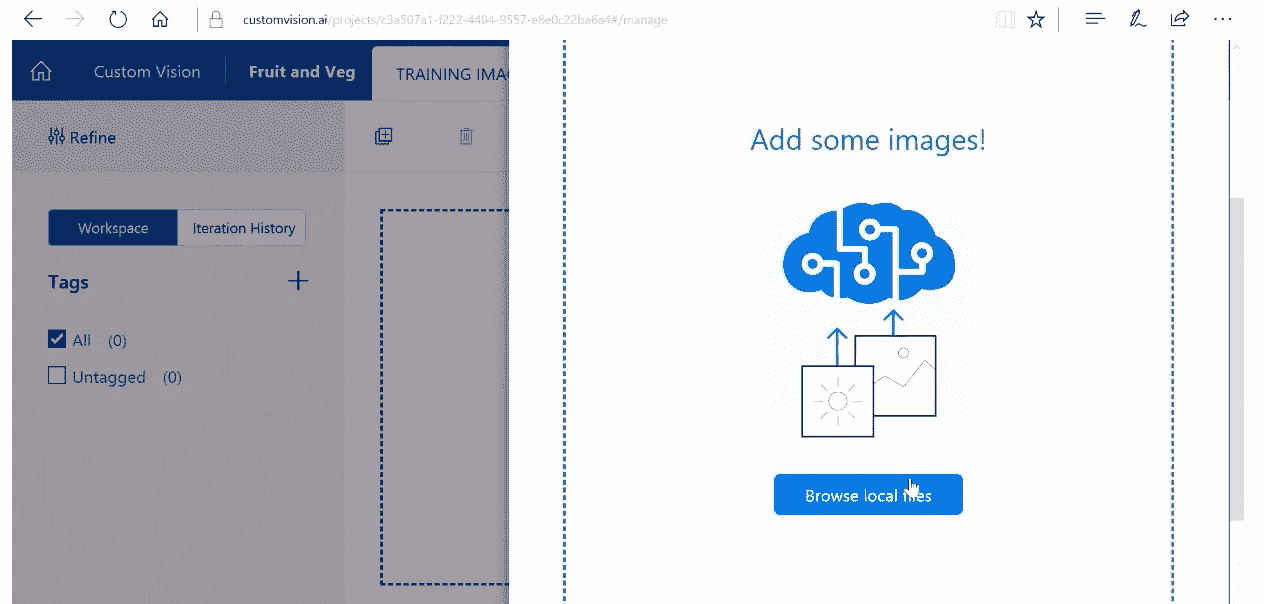 customvision.ai/projects/c3a507a1-f222-4404-9557-e8e0c22ba6a4#/manage
Custom Vision
Fruit and Veg
TRAINING IMA
Refine
Workspace
Iteration History
Tags
All (0)
Untagged (0)
Add some images!
Browse local files